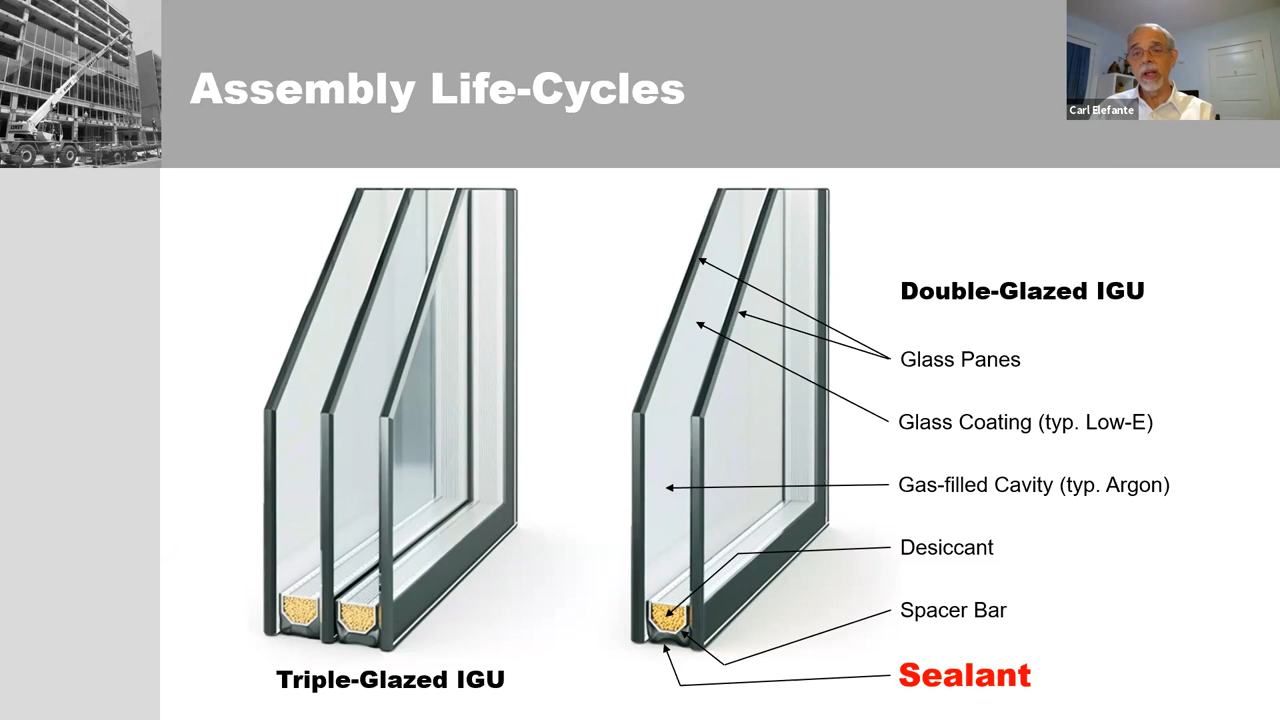 Assembly Life-Cycles
Carl Elefante
Double-Glazed IGU
Glass Panes
Glass Coating (typ. Low-E)
Gas-filled Cavity (typ. Argon)
Desiccant
Spacer Bar
Sealant
Triple-Glazed IGU